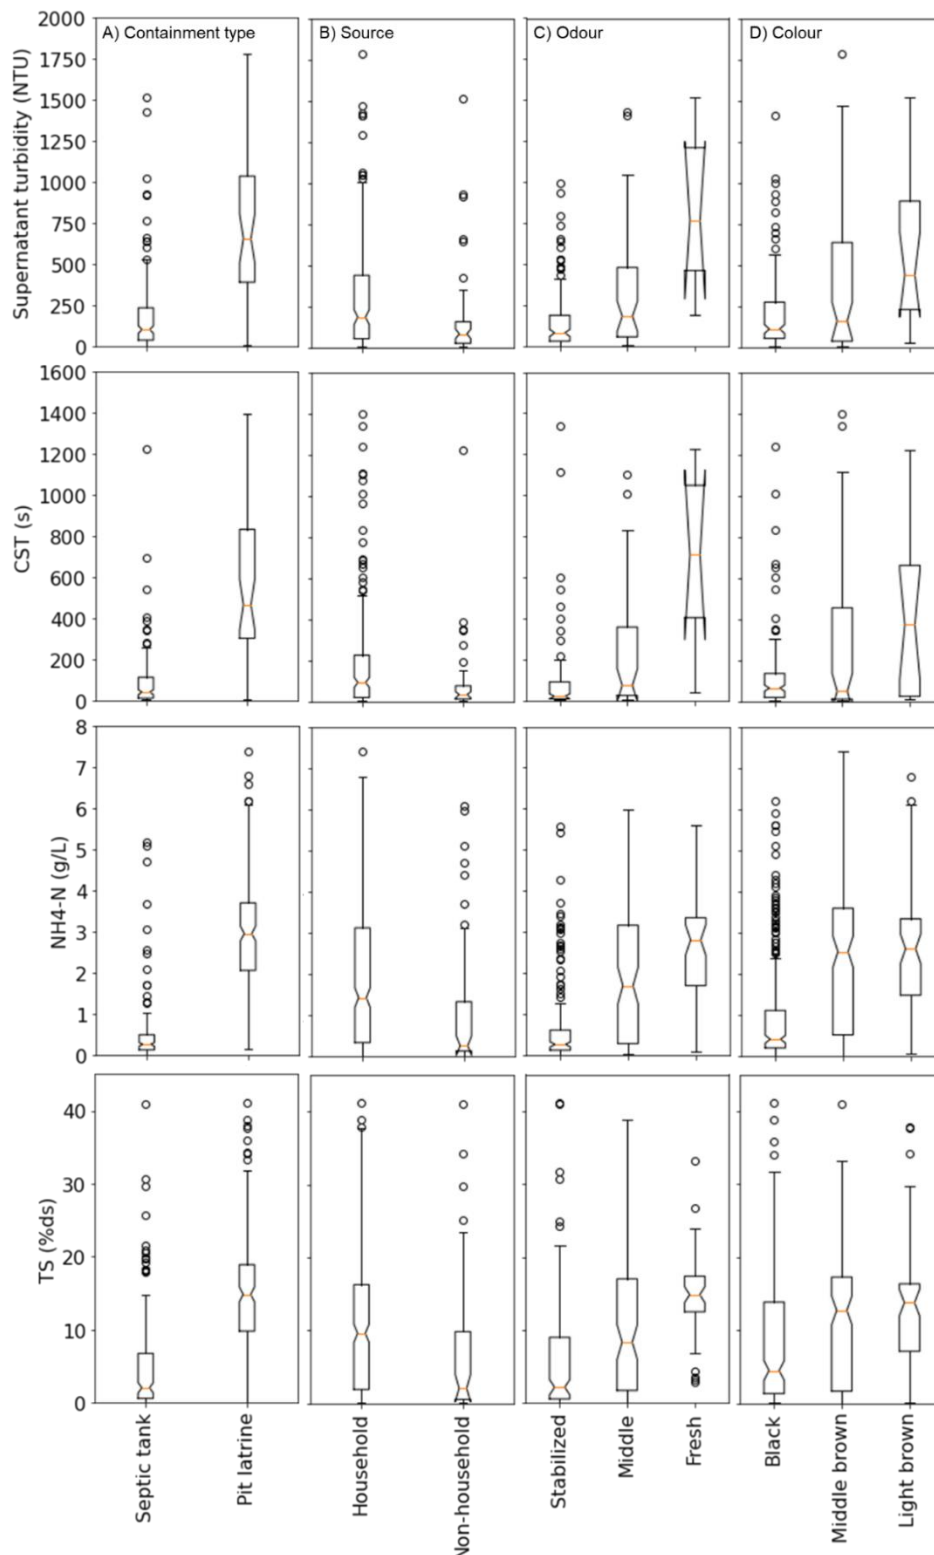 A) Containment type
B) Source
C) Odour
D) Colour
Supernatant turbidity (NTU)
2000
1750
1500
1250
1000
750
500
250
0
CST (s)
1600
1400
1200
1000
800
600
400
200
0
NH4-N (g/L)
8
7
6
5
4
3
2
1
0
TS (%ds)
40
30
20
10
0
Septic tank
Pit latrine
Household
Non-household
Stabilized
Middle
Fresh
Black
Middle brown
Light brown